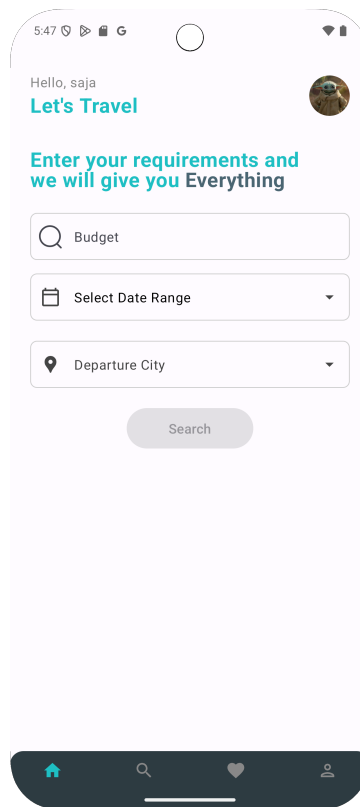 5:47 G
Hello, saja
Let's Travel
Enter your requirements and
we will give you Everything
Budget
Select Date Range
Departure City
Search